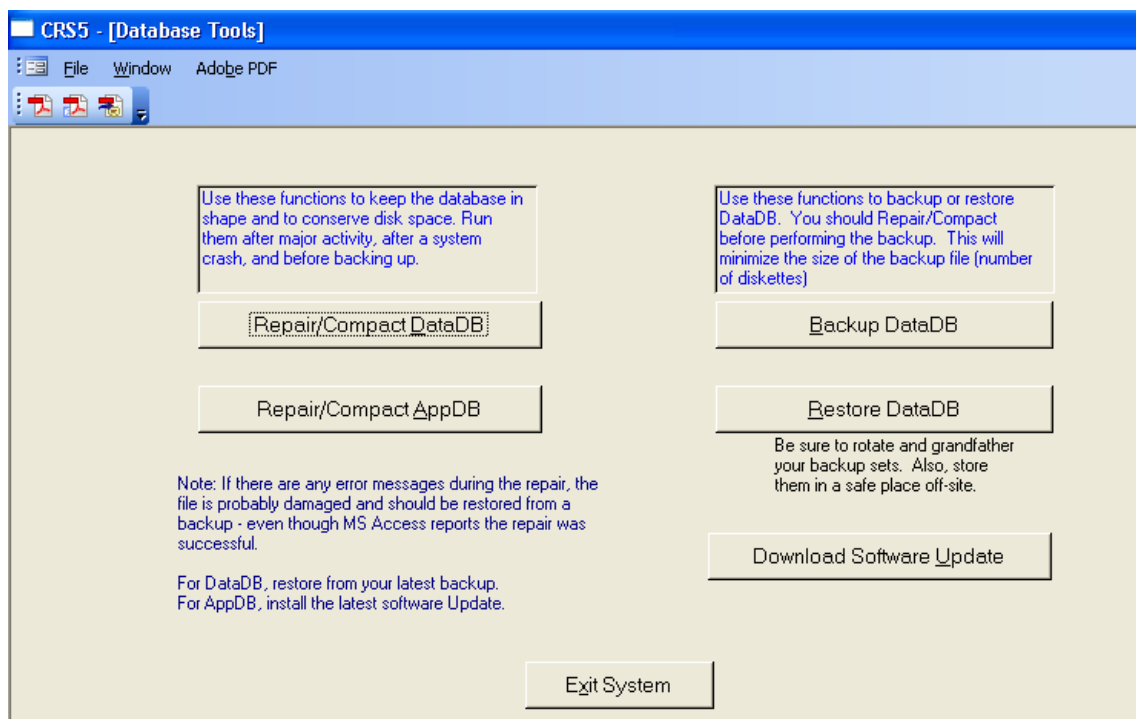 CRS5 - [Database Tools]
File Window Adobe PDF
Use these functions to keep the database in
shape and to conserve disk space. Run
them after major activity, after a system
crash, and before backing up.
Repair/Compact DataDB
Repair/Compact AppDB
Note: If there are any error messages during the repair, the
file is probably damaged and should be restored from a
backup - even though MS Access reports the repair was
successful.
For DataDB, restore from your latest backup.
For AppDB, install the latest software Update.
Use these functions to backup or restore
DataDB. You should Repair/Compact
before performing the backup. This will
minimize the size of the backup file (number
of diskettes)
Backup DataDB
Restore DataDB
Be sure to rotate and grandfather
your backup sets. Also, store
them in a safe place off-site.
Download Software Update
Exit System